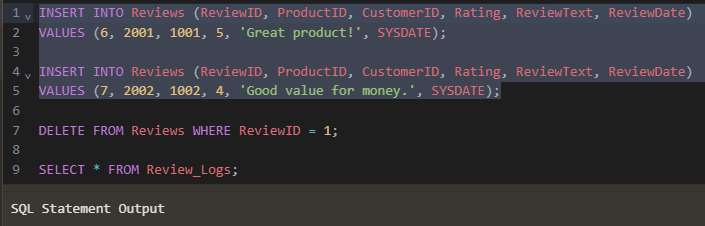 1 INSERT INTO Reviews (ReviewID, ProductID, CustomerID, Rating, ReviewText, ReviewDate)
2 VALUES (6, 2001, 1001, 5, 'Great product!', SYSDATE);
3
4 INSERT INTO Reviews (ReviewID, ProductID, CustomerID, Rating, ReviewText, ReviewDate)
5 VALUES (7, 2002, 1002, 4, 'Good value for money.', SYSDATE);
6
7 DELETE FROM Reviews WHERE ReviewID = 1;
8
9 SELECT * FROM Review_Logs;
SQL Statement Output